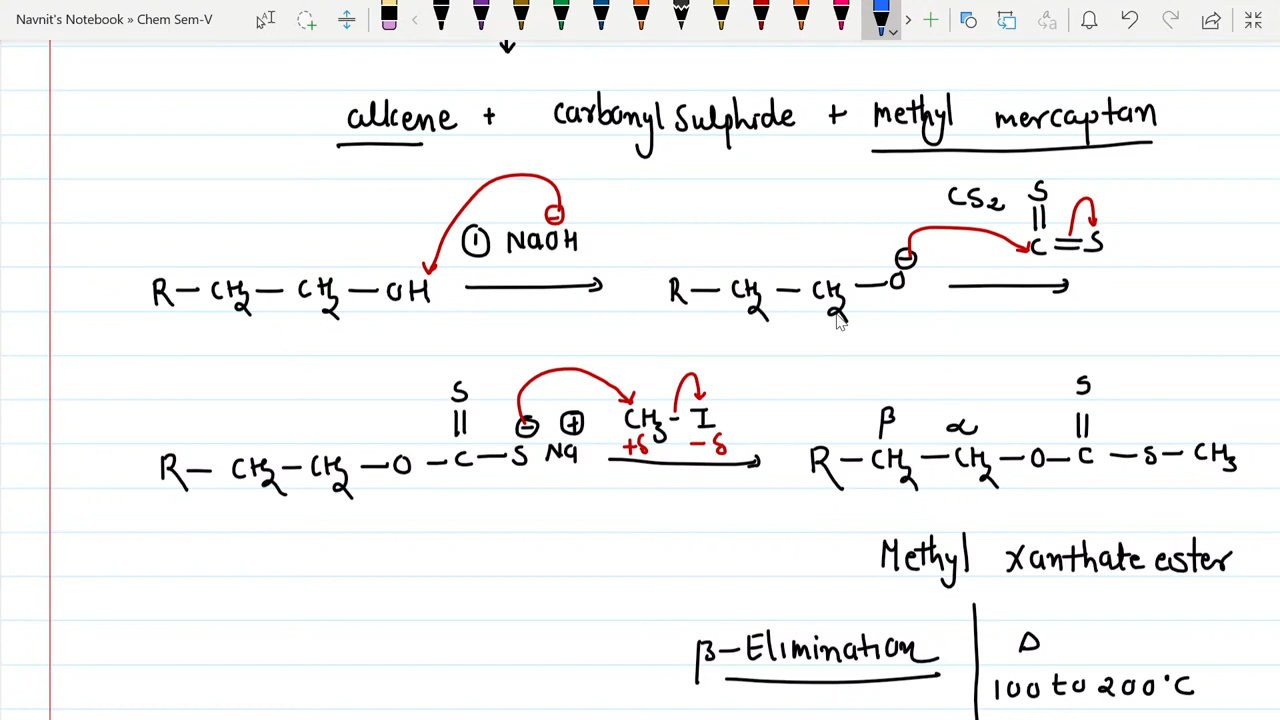 Navnit's Notebook » Chem Sem-V
alkene + carbonyl sulphide + methyl mercaptan
CS2 S
① NaOH ⊖ ⊖ C=S
R-CH2-CH2-OH R-CH2-CH2-O
S S
⊖ ⊕ CH3-I β α
+δ -δ
R-CH2-CH2-O-C-S Na R-CH2-CH2-O-C-S-CH3
Methyl xanthate ester
β-Elimination Δ
100 to 200°C